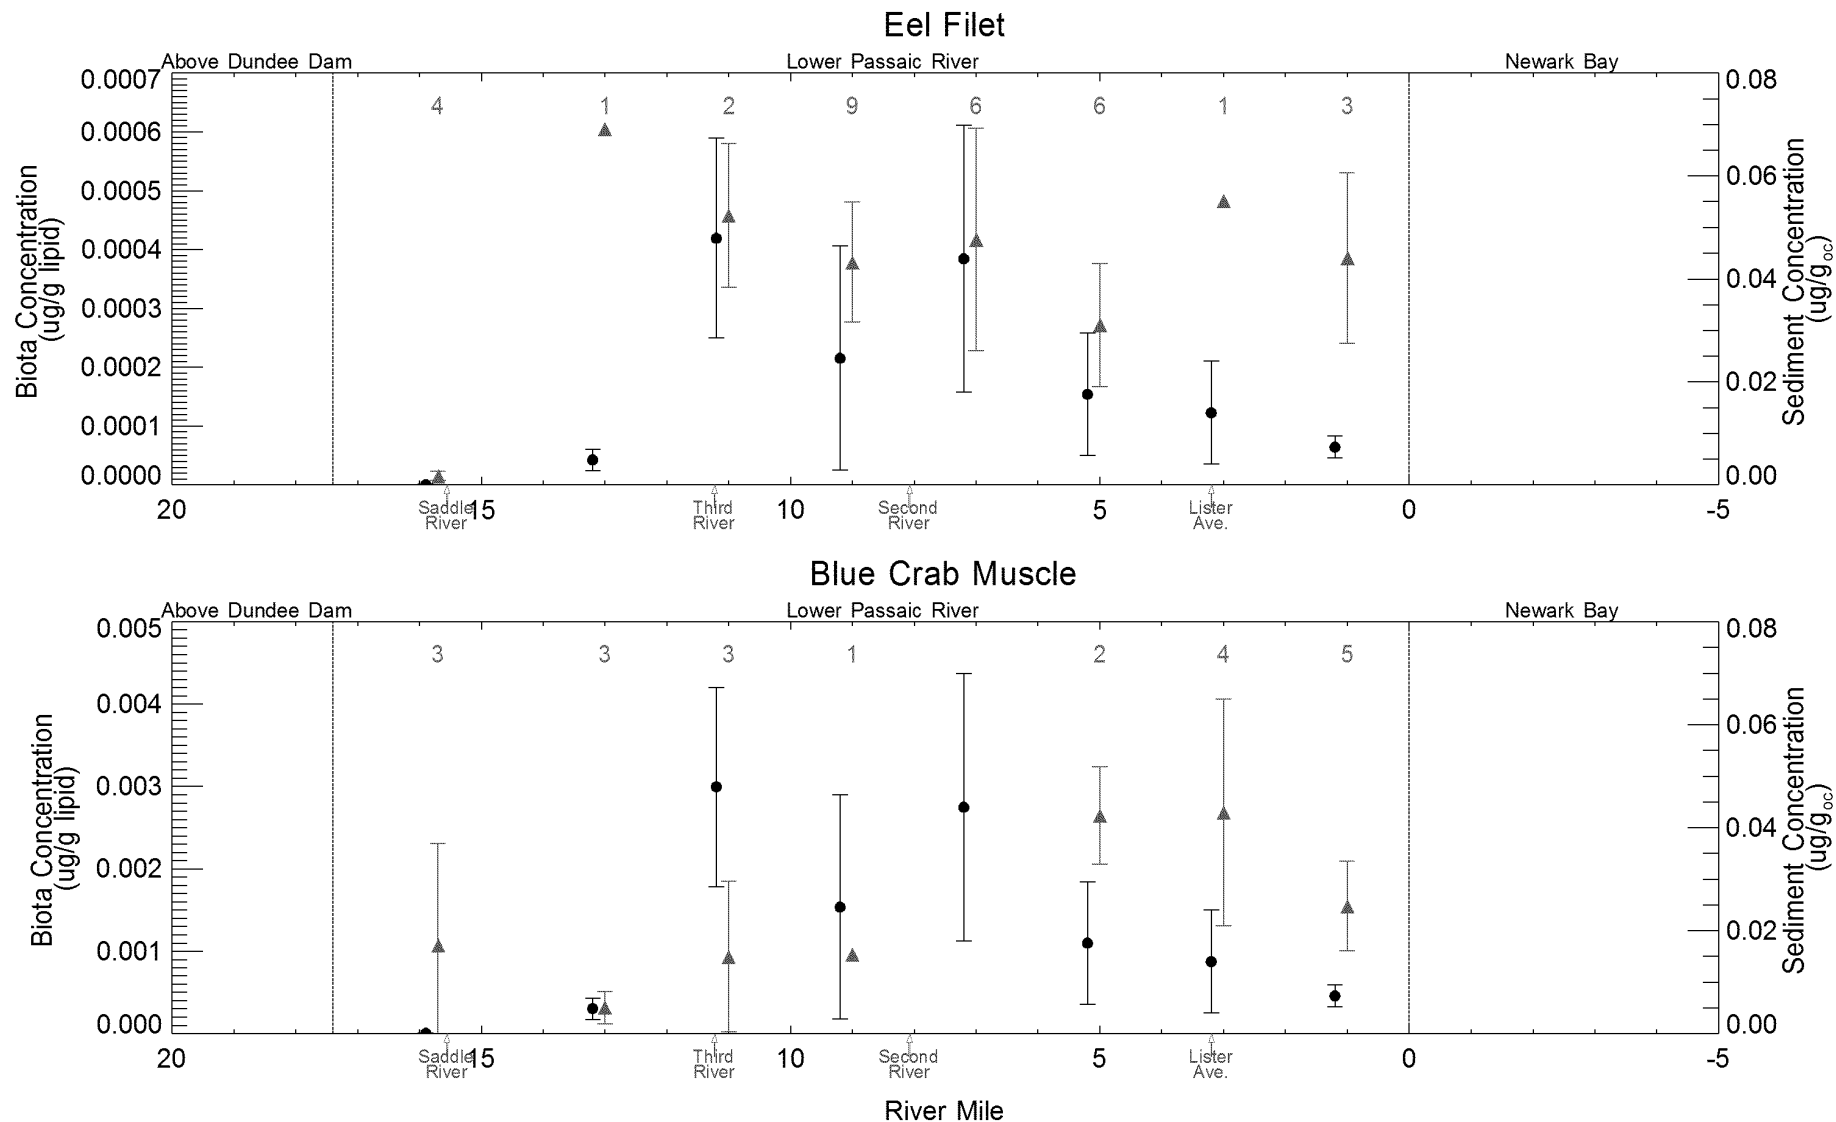 Eel Filet
Above Dundee Dam Lower Passaic River Newark Bay
4 1 2 9 6 6 1 3
0.0007
0.0006
0.0005
0.0004
0.0003
0.0002
0.0001
0.0000
Biota Concentration
(ug/g lipid)
0.08
0.06
0.04
0.02
0.00
Sediment Concentration
(ug/goc)
20 15 10 5 0 -5
Saddle
River
Third
River
Second
River
Lister
Ave.
Blue Crab Muscle
Above Dundee Dam Lower Passaic River Newark Bay
3 3 3 1 2 4 5
0.005
0.004
0.003
0.002
0.001
0.000
Biota Concentration
(ug/g lipid)
0.08
0.06
0.04
0.02
0.00
Sediment Concentration
(ug/goc)
20 15 10 5 0 -5
Saddle
River
Third
River
Second
River
Lister
Ave.
River Mile